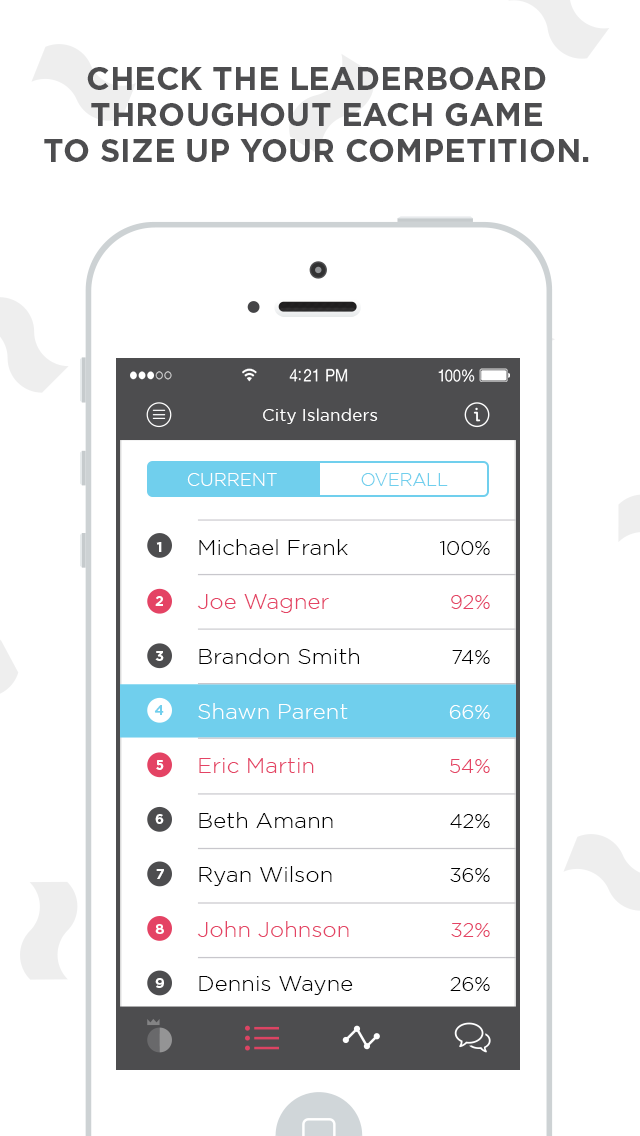 CHECK THE LEADERBOARD
THROUGHOUT EACH GAME
TO SIZE UP YOUR COMPETITION.
4:21 PM 100%
City Islanders i
CURRENT OVERALL
1 Michael Frank 100%
2 Joe Wagner 92%
3 Brandon Smith 74%
4 Shawn Parent 66%
5 Eric Martin 54%
6 Beth Amann 42%
7 Ryan Wilson 36%
8 John Johnson 32%
9 Dennis Wayne 26%